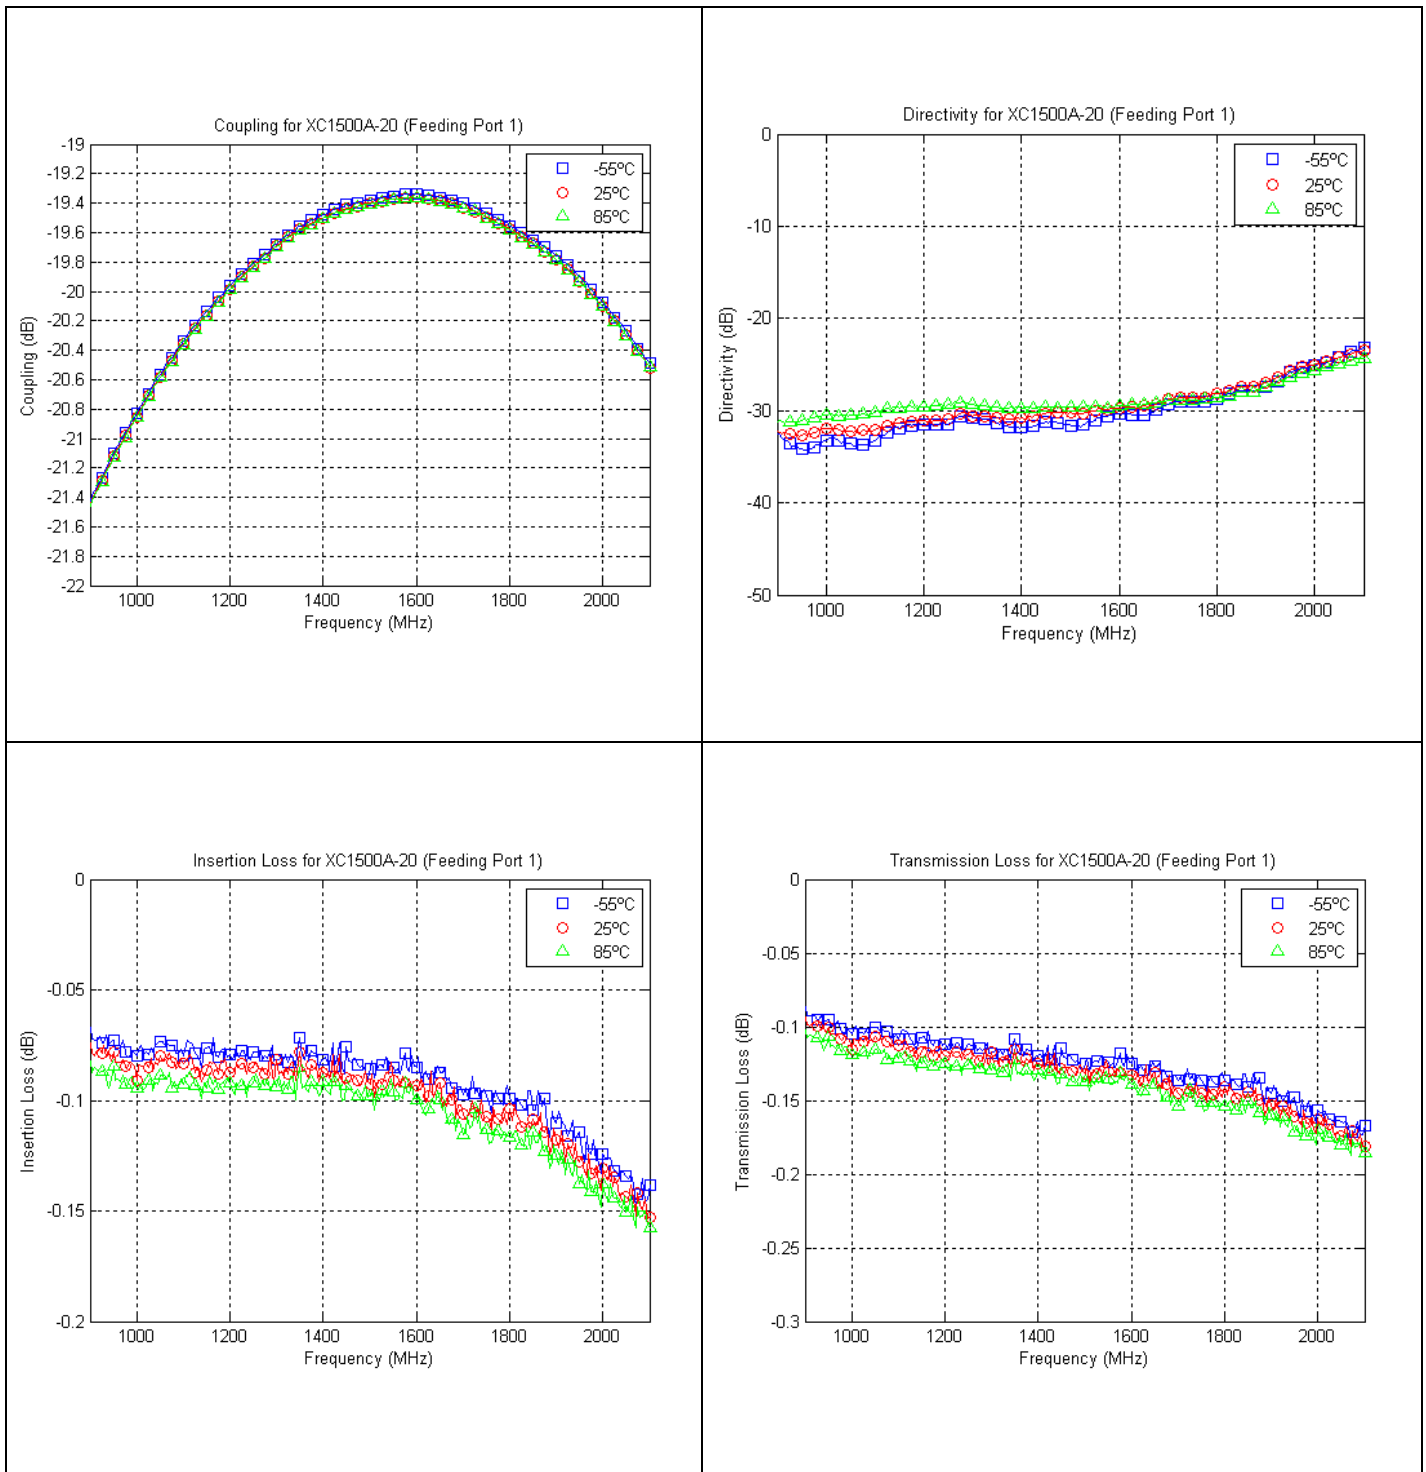 Coupling for XC1500A-20 (Feeding Port 1)
-19
-19.2
-19.4
-19.6
-19.8
-20
-20.2
-20.4
-20.6
-20.8
-21
-21.2
-21.4
-21.6
-21.8
-22
Coupling (dB)
-55ºC
25ºC
85ºC
1000 1200 1400 1600 1800 2000
Frequency (MHz)
Directivity for XC1500A-20 (Feeding Port 1)
0
-10
-20
-30
-40
-50
Directivity (dB)
-55ºC
25ºC
85ºC
1000 1200 1400 1600 1800 2000
Frequency (MHz)
Insertion Loss for XC1500A-20 (Feeding Port 1)
0
-0.05
-0.1
-0.15
-0.2
Insertion Loss (dB)
-55ºC
25ºC
85ºC
1000 1200 1400 1600 1800 2000
Frequency (MHz)
Transmission Loss for XC1500A-20 (Feeding Port 1)
0
-0.05
-0.1
-0.15
-0.2
-0.25
-0.3
Transmission Loss (dB)
-55ºC
25ºC
85ºC
1000 1200 1400 1600 1800 2000
Frequency (MHz)